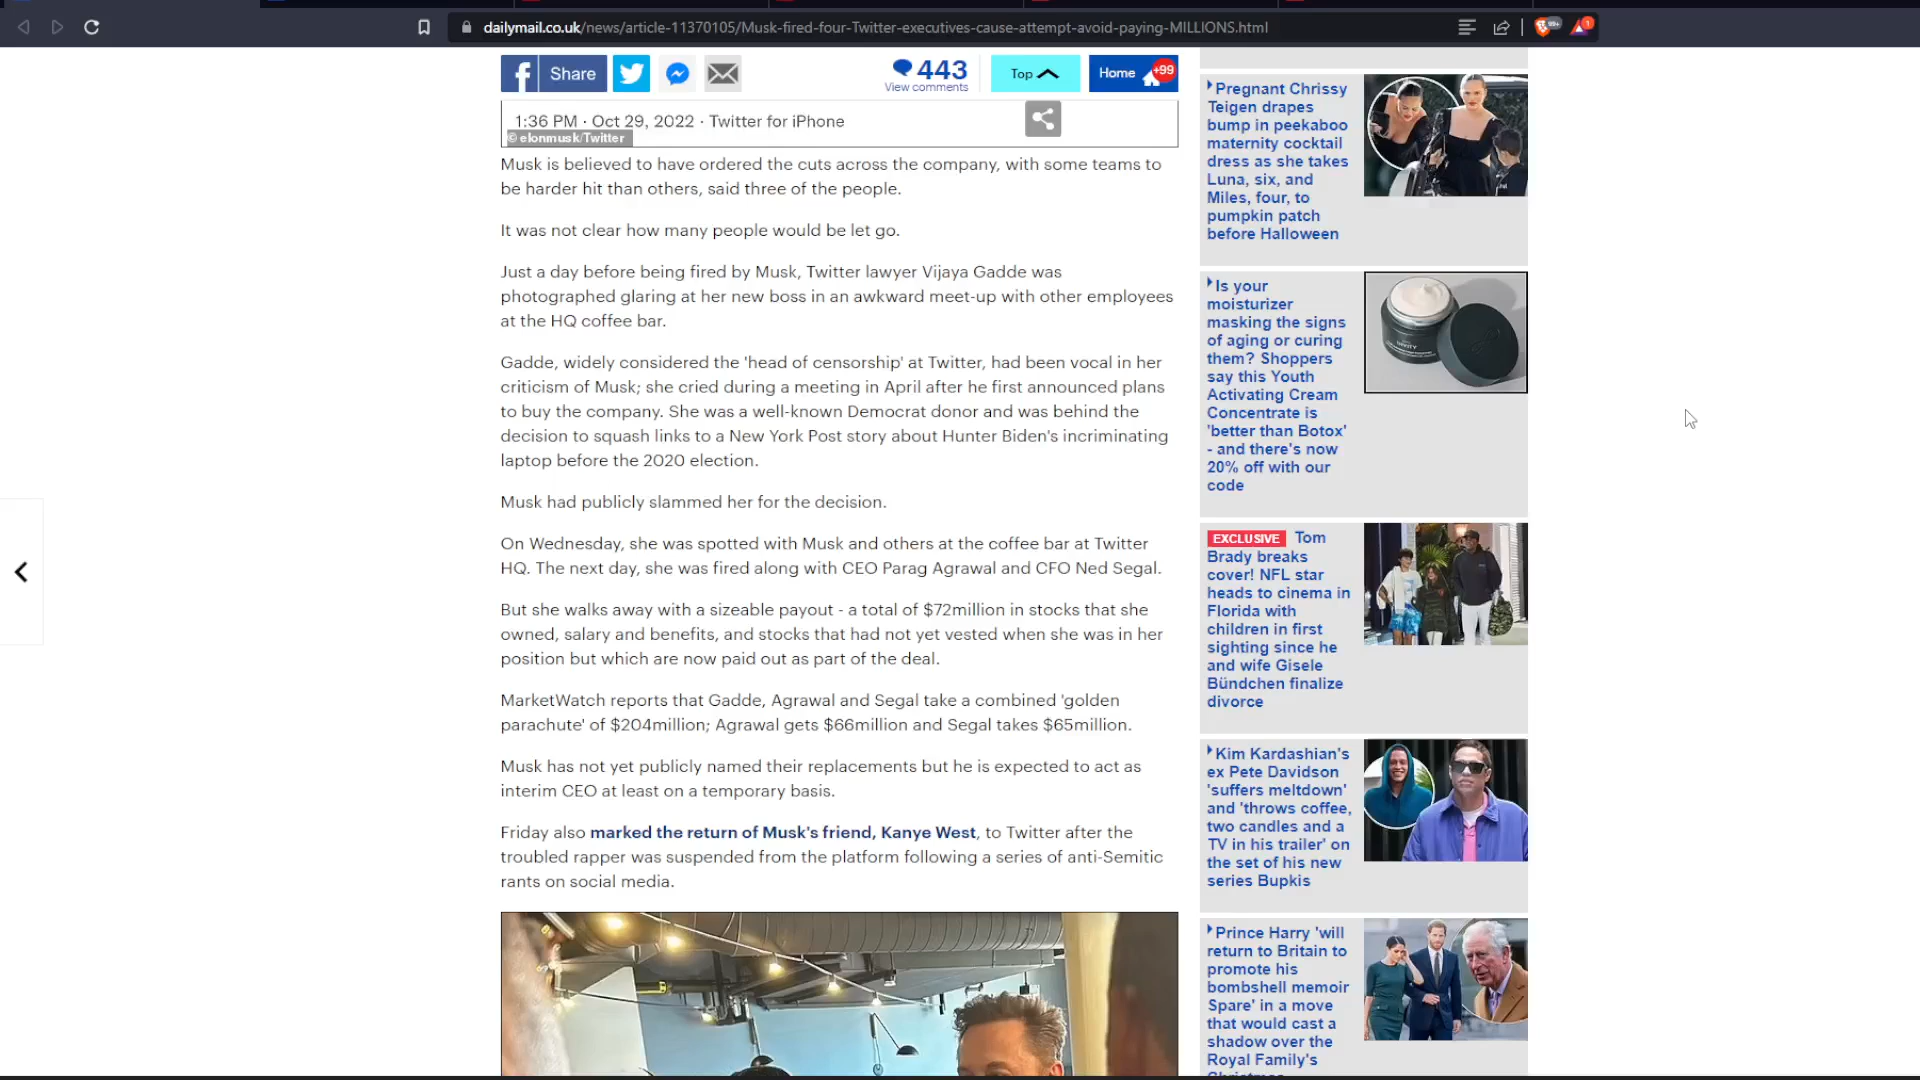 dailymail.co.uk/news/article-11370105/Musk-fired-four-Twitter-executives-cause-attempt-avoid-paying-MILLIONS.html
Share
443
View comments
Top
Home
+99
1:36 PM · Oct 29, 2022 · Twitter for iPhone
© elonmusk/Twitter
Musk is believed to have ordered the cuts across the company, with some teams to
be harder hit than others, said three of the people.
It was not clear how many people would be let go.
Just a day before being fired by Musk, Twitter lawyer Vijaya Gadde was
photographed glaring at her new boss in an awkward meet-up with other employees
at the HQ coffee bar.
Gadde, widely considered the 'head of censorship' at Twitter, had been vocal in her
criticism of Musk; she cried during a meeting in April after he first announced plans
to buy the company. She was a well-known Democrat donor and was behind the
decision to squash links to a New York Post story about Hunter Biden's incriminating
laptop before the 2020 election.
Musk had publicly slammed her for the decision.
On Wednesday, she was spotted with Musk and others at the coffee bar at Twitter
HQ. The next day, she was fired along with CEO Parag Agrawal and CFO Ned Segal.
But she walks away with a sizeable payout - a total of $72million in stocks that she
owned, salary and benefits, and stocks that had not yet vested when she was in her
position but which are now paid out as part of the deal.
MarketWatch reports that Gadde, Agrawal and Segal take a combined 'golden
parachute' of $204million; Agrawal gets $66million and Segal takes $65million.
Musk has not yet publicly named their replacements but he is expected to act as
interim CEO at least on a temporary basis.
Friday also marked the return of Musk's friend, Kanye West, to Twitter after the
troubled rapper was suspended from the platform following a series of anti-Semitic
rants on social media.
Pregnant Chrissy
Teigen drapes
bump in peekaboo
maternity cocktail
dress as she takes
Luna, six, and
Miles, four, to
pumpkin patch
before Halloween
Is your
moisturizer
masking the signs
of aging or curing
them? Shoppers
say this Youth
Activating Cream
Concentrate is
'better than Botox'
- and there's now
20% off with our
code
EXCLUSIVE Tom
Brady breaks
cover! NFL star
heads to cinema in
Florida with
children in first
sighting since he
and wife Gisele
Bündchen finalize
divorce
Kim Kardashian's
ex Pete Davidson
'suffers meltdown'
and 'throws coffee,
two candles and a
TV in his trailer' on
the set of his new
series Bupkis
Prince Harry 'will
return to Britain to
promote his
bombshell memoir
Spare' in a move
that would cast a
shadow over the
Royal Family's